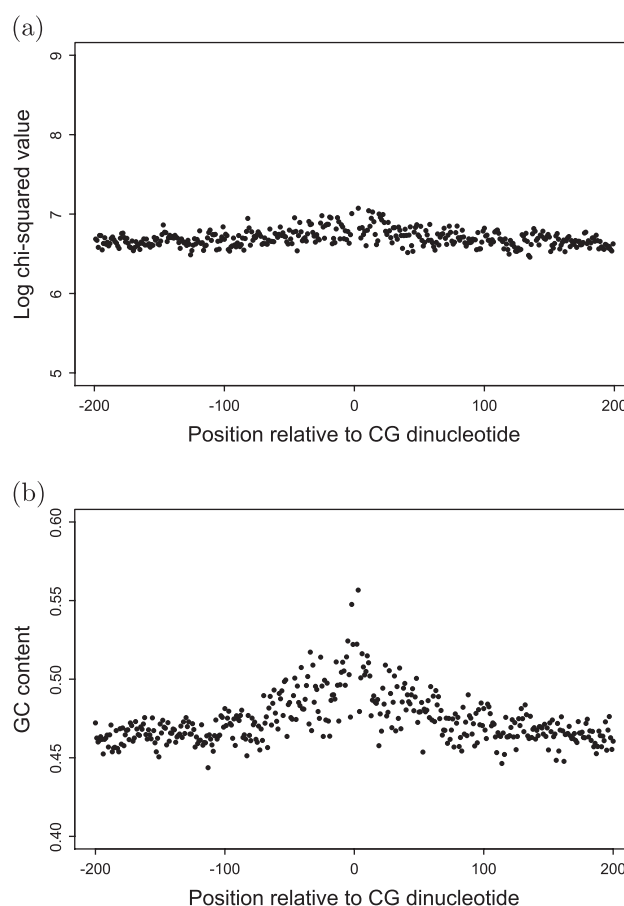 (a)
Log chi-squared value
9
8
7
6
5
-200 -100 0 100 200
Position relative to CG dinucleotide
(b)
GC content
0.60
0.55
0.50
0.45
0.40
-200 -100 0 100 200
Position relative to CG dinucleotide